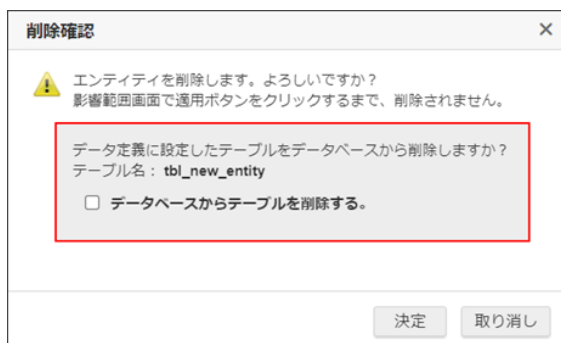 削除確認
エンティティを削除します。よろしいですか？
影響範囲画面で適用ボタンをクリックするまで、削除されません。
データ定義に設定したテーブルをデータベースから削除しますか？
テーブル名： tbl_new_entity
データベースからテーブルを削除する。
決定 取り消し